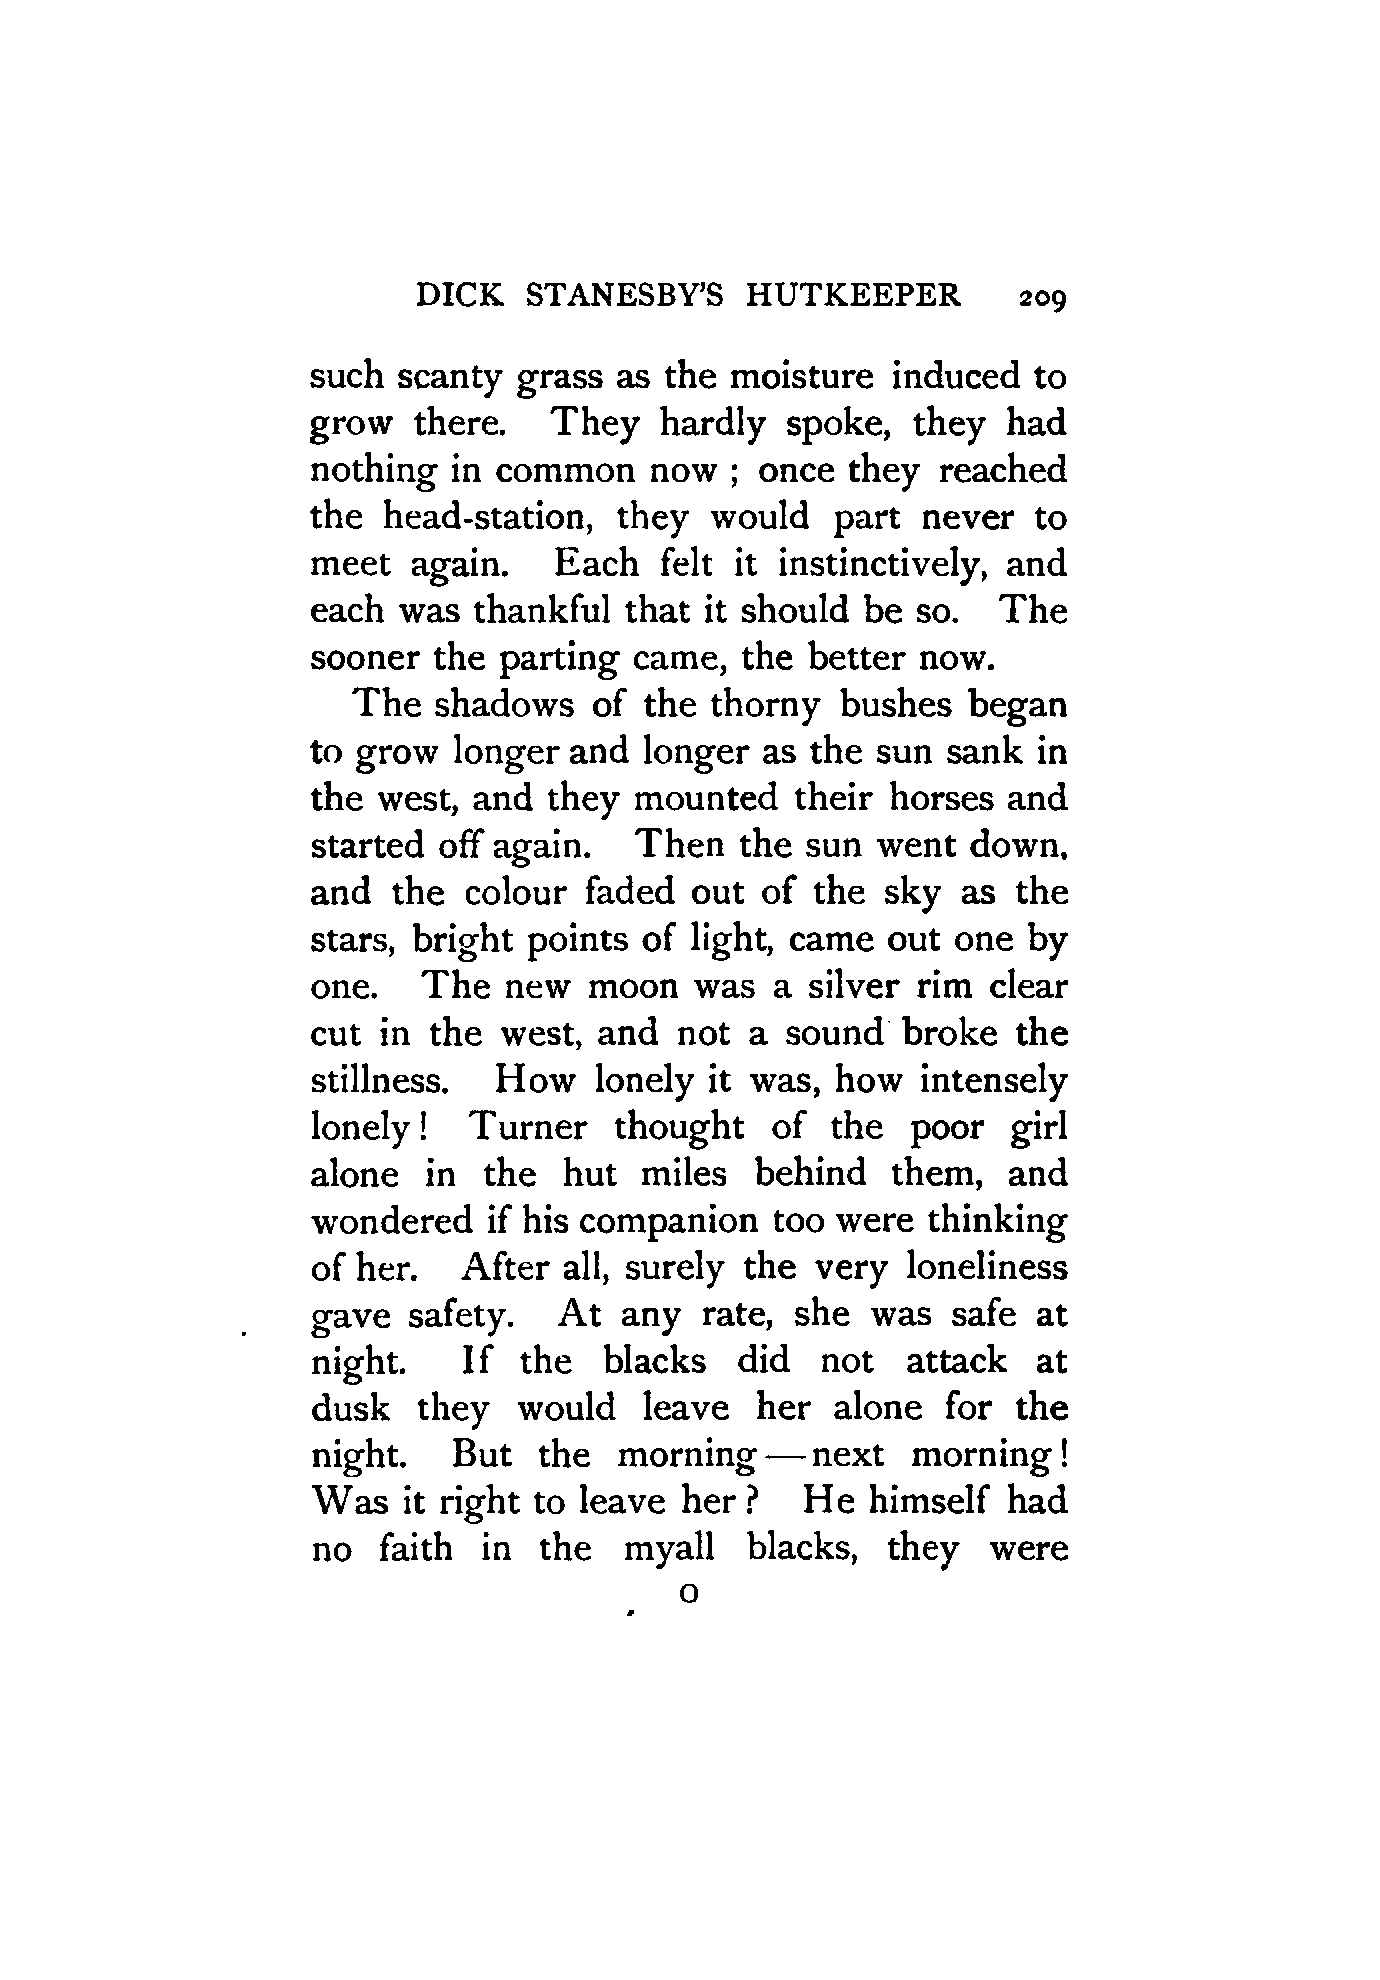 DICK STANESBY'S HUTKEEPER 209
such scanty grass as the moisture induced to
grow there. They hardly spoke, they had
nothing in common now ; once they reached
the head-station, they would part never to
meet again. Each felt it instinctively, and
each was thankful that it should be so. The
sooner the parting came, the better now.
The shadows of the thorny bushes began
to grow longer and longer as the sun sank in
the west, and they mounted their horses and
started off again. Then the sun went down,
and the colour faded out of the sky as the
stars, bright points of light, came out one by
one. The new moon was a silver rim clear
cut in the west, and not a sound broke the
stillness. How lonely it was, how intensely
lonely ! Turner thought of the poor girl
alone in the hut miles behind them, and
wondered if his companion too were thinking
of her. After all, surely the very loneliness
gave safety. At any rate, she was safe at
night. If the blacks did not attack at
dusk they would leave her alone for the
night. But the morning — next morning !
Was it right to leave her ? He himself had
no faith in the myall blacks, they were
O